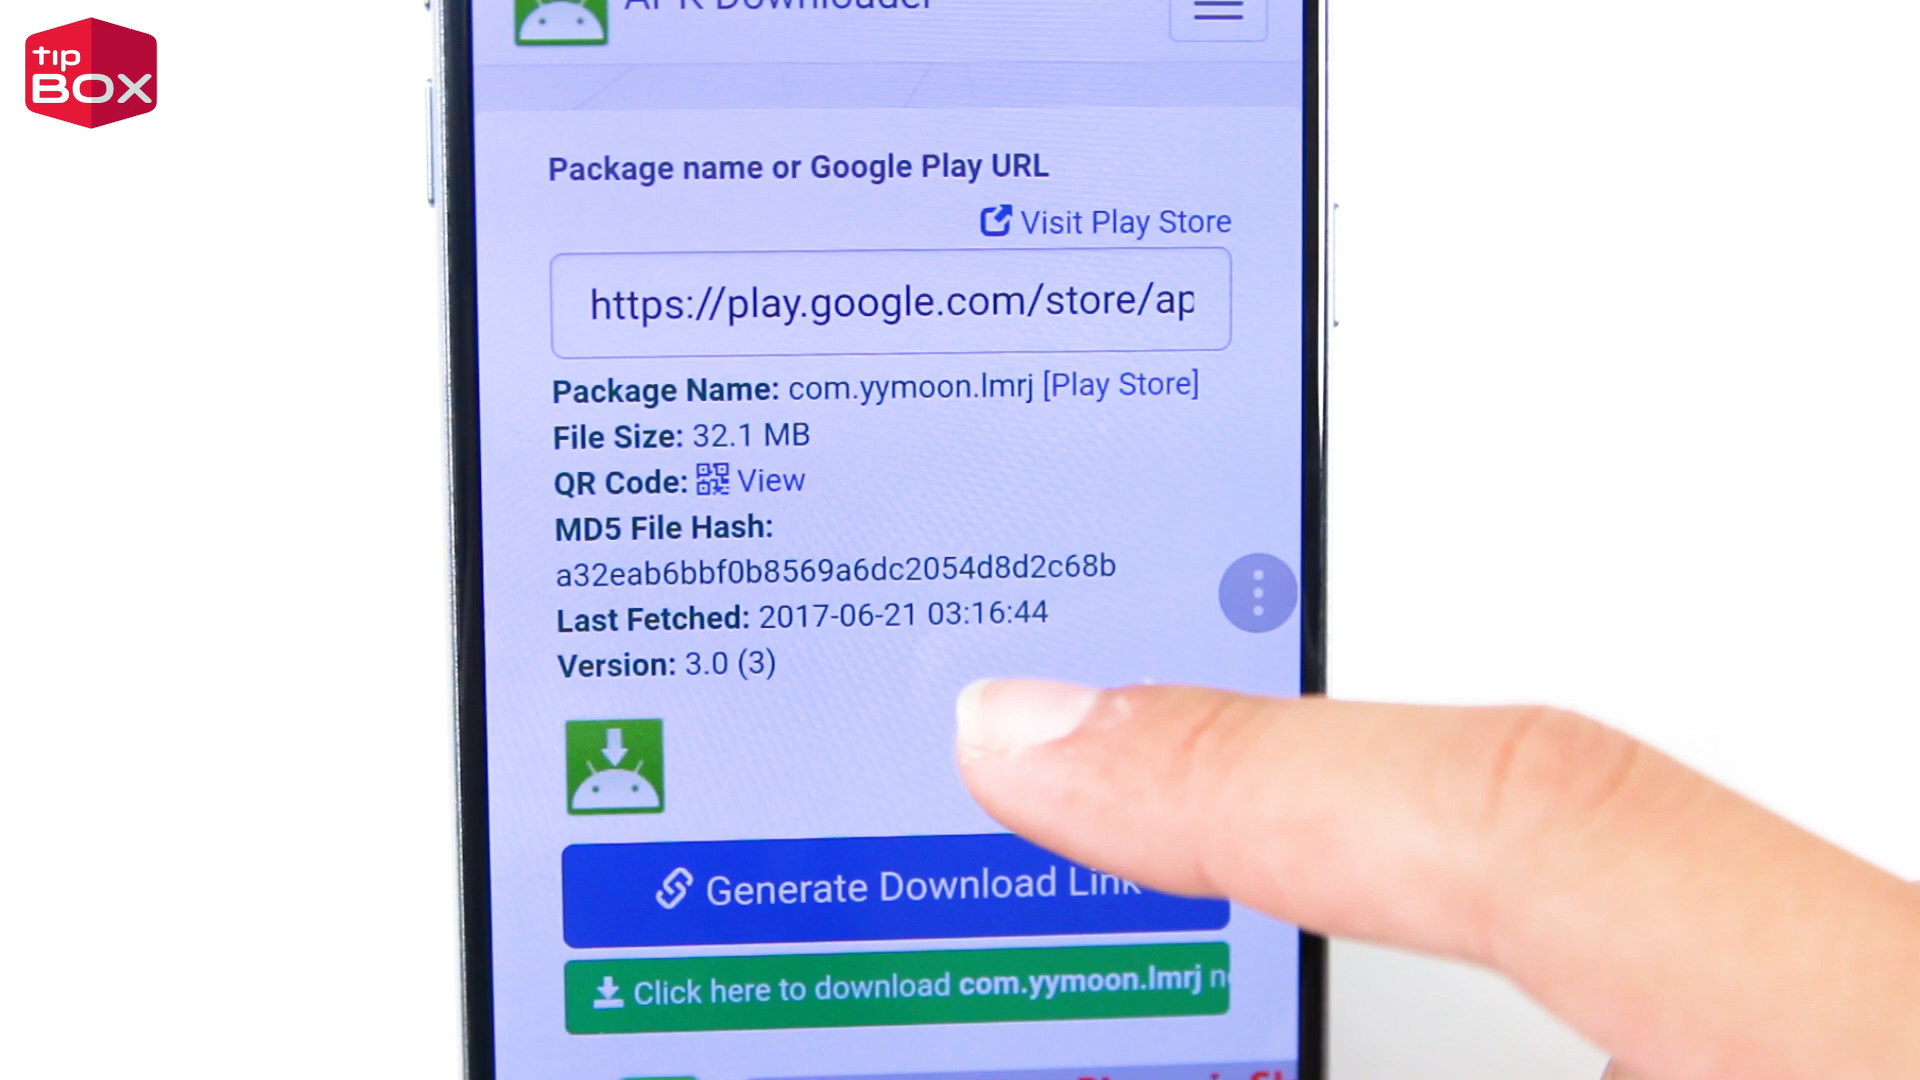 tip
BOX
APK Downloader
Package name or Google Play URL
Visit Play Store
https://play.google.com/store/ap
Package Name: com.yymoon.lmrj [Play Store]
File Size: 32.1 MB
QR Code: View
MD5 File Hash:
a32eab6bbf0b8569a6dc2054d8d2c68b
Last Fetched: 2017-06-21 03:16:44
Version: 3.0 (3)
Generate Download Link
Click here to download com.yymoon.lmrj